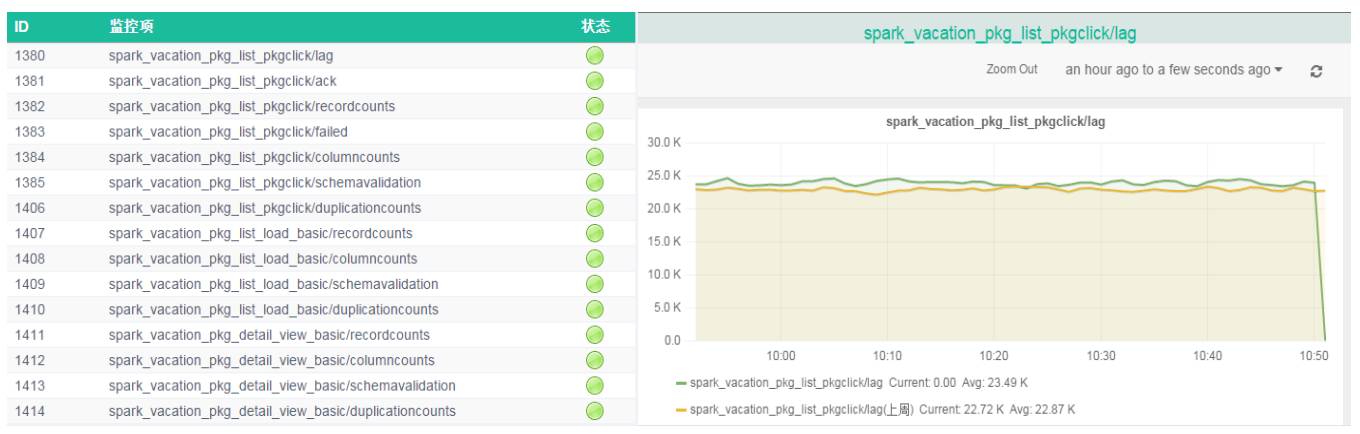 ID 监控项 状态
1380 spark_vacation_pkg_list_pkgclick/lag
1381 spark_vacation_pkg_list_pkgclick/ack
1382 spark_vacation_pkg_list_pkgclick/recordcounts
1383 spark_vacation_pkg_list_pkgclick/failed
1384 spark_vacation_pkg_list_pkgclick/columncounts
1385 spark_vacation_pkg_list_pkgclick/schemavalidation
1406 spark_vacation_pkg_list_pkgclick/duplicationcounts
1407 spark_vacation_pkg_list_load_basic/recordcounts
1408 spark_vacation_pkg_list_load_basic/columncounts
1409 spark_vacation_pkg_list_load_basic/schemavalidation
1410 spark_vacation_pkg_list_load_basic/duplicationcounts
1411 spark_vacation_pkg_detail_view_basic/recordcounts
1412 spark_vacation_pkg_detail_view_basic/columncounts
1413 spark_vacation_pkg_detail_view_basic/schemavalidation
1414 spark_vacation_pkg_detail_view_basic/duplicationcounts
spark_vacation_pkg_list_pkgclick/lag
Zoom Out an hour ago to a few seconds ago
spark_vacation_pkg_list_pkgclick/lag
30.0 K
25.0 K
20.0 K
15.0 K
10.0 K
5.0 K
0.0
10:00 10:10 10:20 10:30 10:40 10:50
spark_vacation_pkg_list_pkgclick/lag Current: 0.00 Avg: 23.49 K
spark_vacation_pkg_list_pkgclick/lag(上周) Current: 22.72 K Avg: 22.87 K